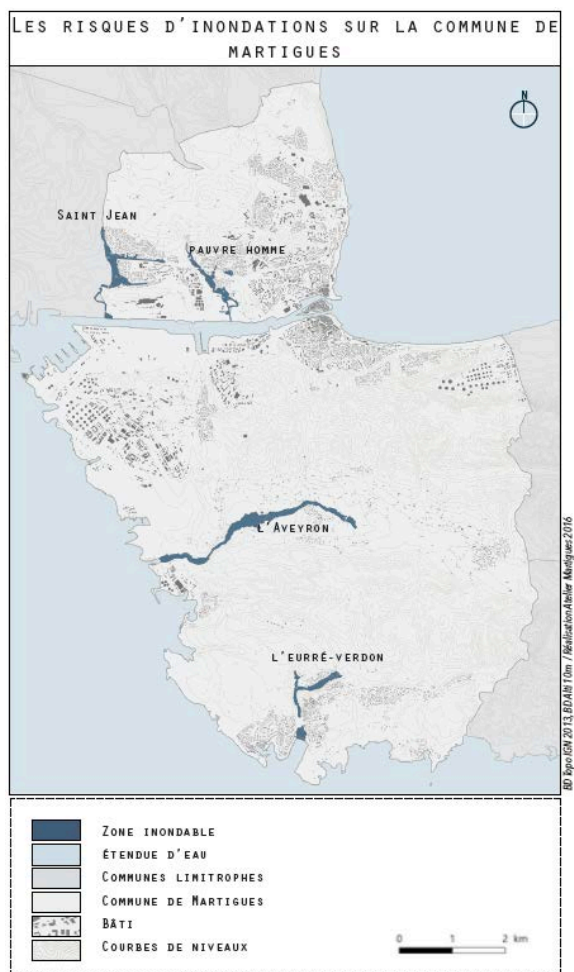 Les risques d'inondations sur la commune de
Martigues
N
Saint Jean
pauvre homme
l'Aveyron
l'eurré-verdon
BD Topo IGN 2013, BD Alti 10m / Réalisation Atelier Martigues 2016
Zone inondable
Étendue d'eau
Communes limitrophes
Commune de Martigues
Bâti
Courbes de niveaux
0 1 2 km